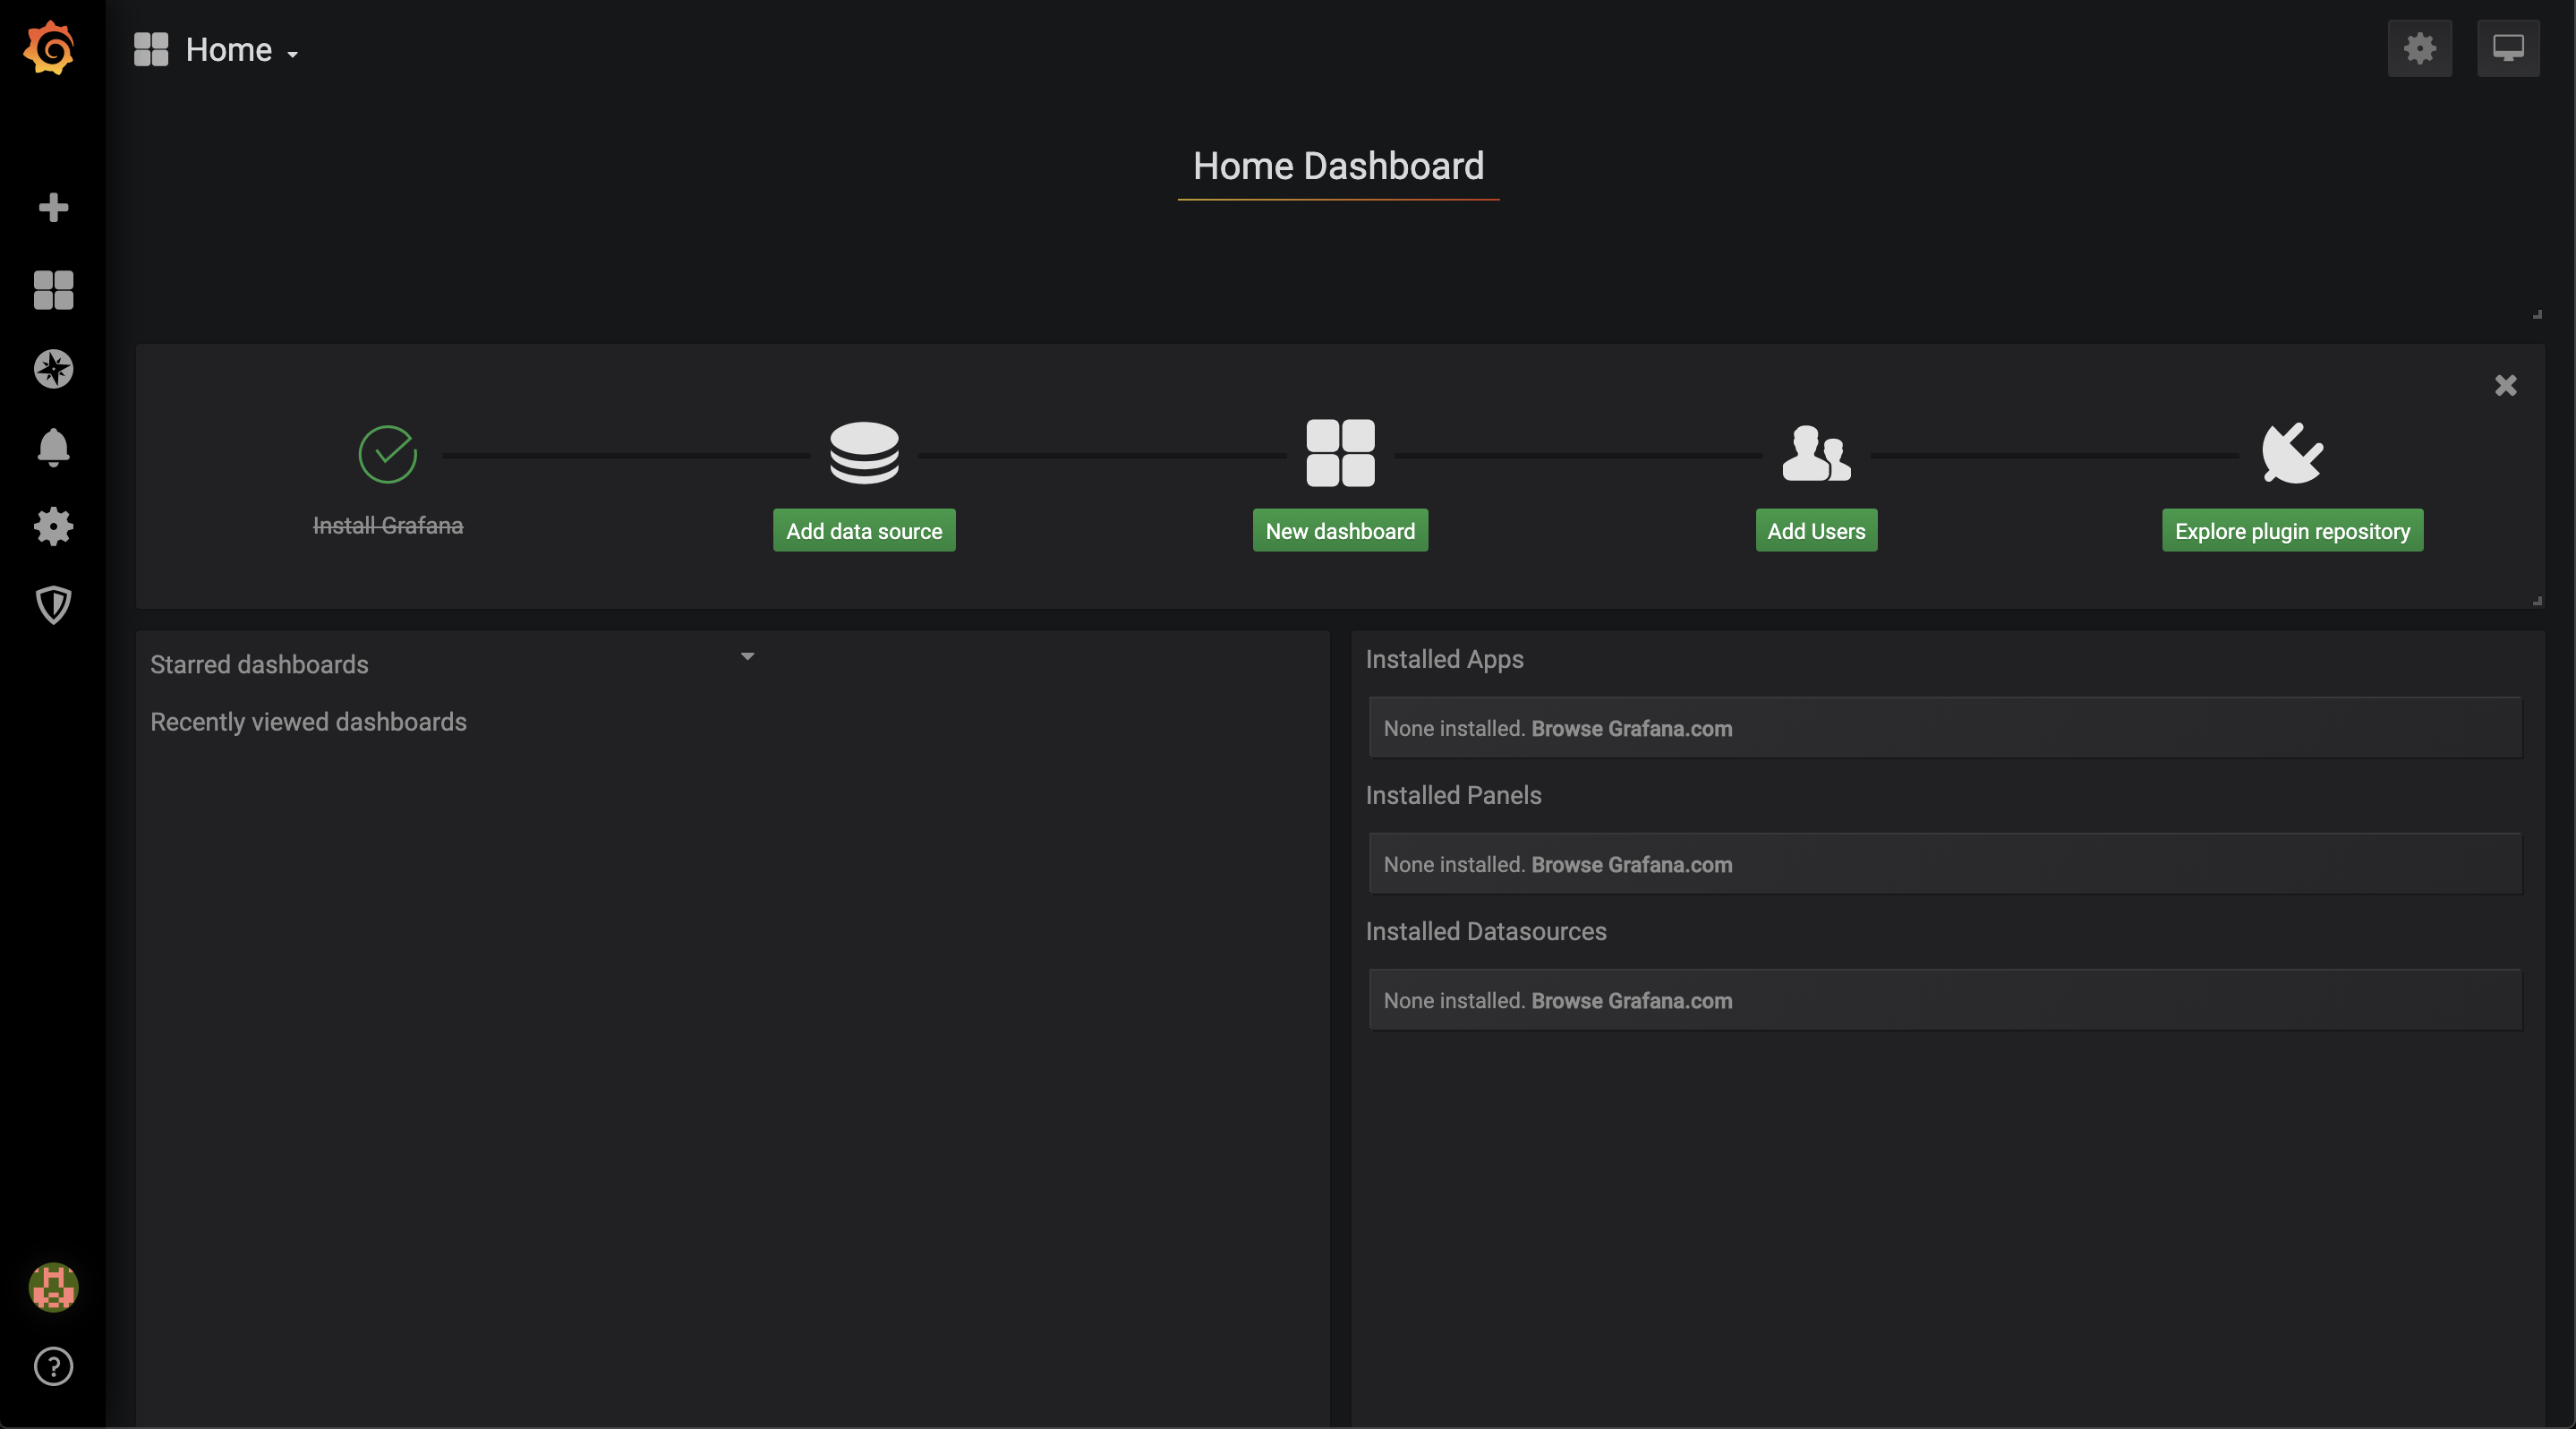 Home
Home Dashboard
Install Grafana
Add data source
New dashboard
Add Users
Explore plugin repository
Starred dashboards
Recently viewed dashboards
Installed Apps
None installed. Browse Grafana.com
Installed Panels
None installed. Browse Grafana.com
Installed Datasources
None installed. Browse Grafana.com
?